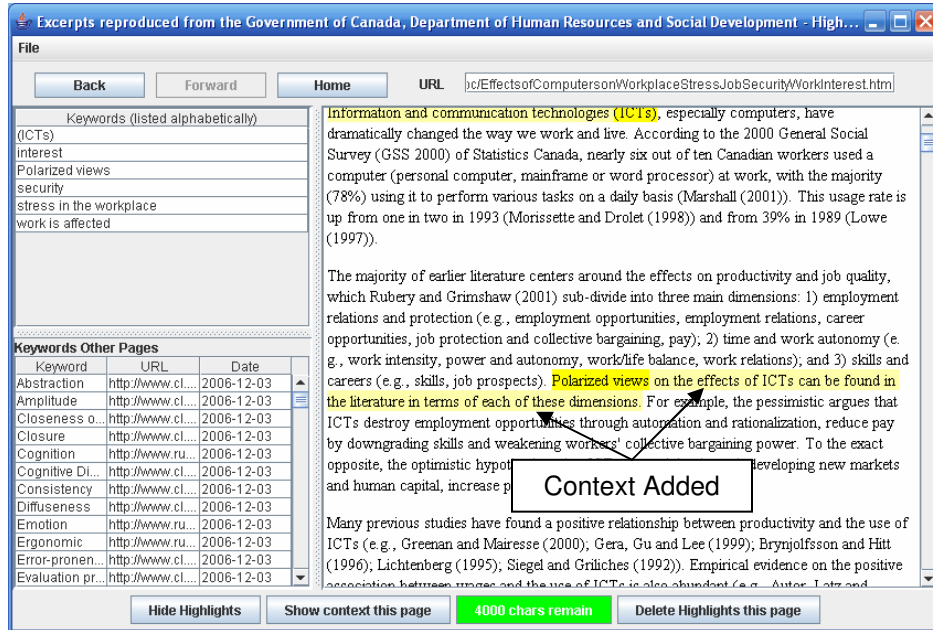 Excerpts reproduced from the Government of Canada, Department of Human Resources and Social Development - High...
File
Back Forward Home URL oc/EffectsofComputersonWorkplaceStressJobSecurityWorkInterest.htm
Keywords (listed alphabetically)
(ICTs)
interest
Polarized views
security
stress in the workplace
work is affected
Keywords Other Pages
Keyword URL Date
Abstraction http://www.cl.... 2006-12-03
Amplitude http://www.cl.... 2006-12-03
Closeness o... http://www.cl.... 2006-12-03
Closure http://www.cl.... 2006-12-03
Cognition http://www.ru... 2006-12-03
Cognitive Di... http://www.cl.... 2006-12-03
Consistency http://www.cl.... 2006-12-03
Diffuseness http://www.cl.... 2006-12-03
Emotion http://www.ru... 2006-12-03
Ergonomic http://www.ru... 2006-12-03
Error-pronen... http://www.cl.... 2006-12-03
Evaluation pr... http://www.cl.... 2006-12-03
Information and communication technologies (ICTs), especially computers, have
dramatically changed the way we work and live. According to the 2000 General Social
Survey (GSS 2000) of Statistics Canada, nearly six out of ten Canadian workers used a
computer (personal computer, mainframe or word processor) at work, with the majority
(78%) using it to perform various tasks on a daily basis (Marshall (2001)). This usage rate is
up from one in two in 1993 (Morissette and Drolet (1998)) and from 39% in 1989 (Lowe
(1997)).
The majority of earlier literature centers around the effects on productivity and job quality,
which Rubery and Grimshaw (2001) sub-divide into three main dimensions: 1) employment
relations and protection (e.g., employment opportunities, employment relations, career
opportunities, job protection and collective bargaining, pay); 2) time and work autonomy (e.
g., work intensity, power and autonomy, work/life balance, work relations); and 3) skills and
careers (e.g., skills, job prospects). Polarized views on the effects of ICTs can be found in
the literature in terms of each of these dimensions. For example, the pessimistic argues that
ICTs destroy employment opportunities through automation and rationalization, reduce pay
by downgrading skills and weakening workers' collective bargaining power. To the exact
opposite, the optimistic developing new markets
and human capital, increase
Context Added
Many previous studies have found a positive relationship between productivity and the use of
ICTs (e.g., Greenan and Mairesse (2000); Gera, Gu and Lee (1999); Brynjolfsson and Hitt
(1996); Lichtenberg (1995); Siegel and Griliches (1992)). Empirical evidence on the positive
association between wages and the use of ICTs is also abundant (e.g., Autor, Latz and
Hide Highlights Show context this page 4000 chars remain Delete Highlights this page